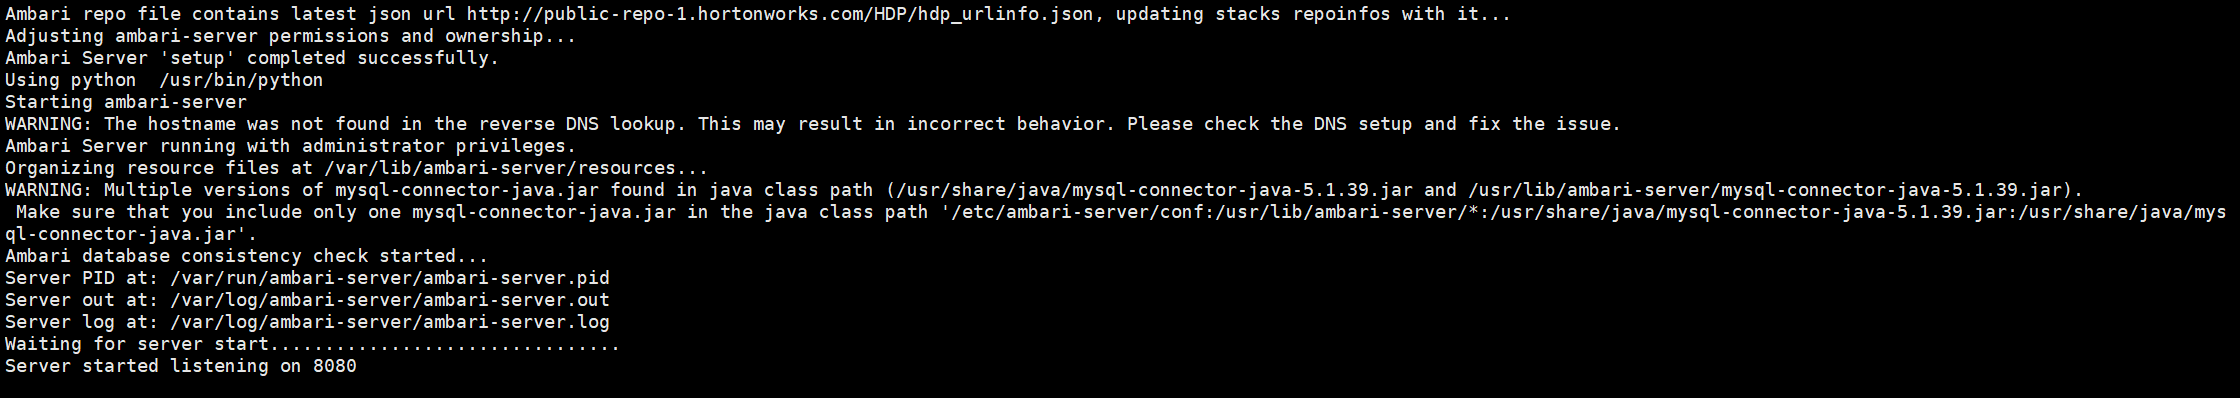 Ambari repo file contains latest json url http://public-repo-1.hortonworks.com/HDP/hdp_urlinfo.json, updating stacks repoinfos with it...
Adjusting ambari-server permissions and ownership...
Ambari Server 'setup' completed successfully.
Using python  /usr/bin/python
Starting ambari-server
WARNING: The hostname was not found in the reverse DNS lookup. This may result in incorrect behavior. Please check the DNS setup and fix the issue.
Ambari Server running with administrator privileges.
Organizing resource files at /var/lib/ambari-server/resources...
WARNING: Multiple versions of mysql-connector-java.jar found in java class path (/usr/share/java/mysql-connector-java-5.1.39.jar and /usr/lib/ambari-server/mysql-connector-java-5.1.39.jar).
 Make sure that you include only one mysql-connector-java.jar in the java class path '/etc/ambari-server/conf:/usr/lib/ambari-server/*:/usr/share/java/mysql-connector-java-5.1.39.jar:/usr/share/java/mys
ql-connector-java.jar'.
Ambari database consistency check started...
Server PID at: /var/run/ambari-server/ambari-server.pid
Server out at: /var/log/ambari-server/ambari-server.out
Server log at: /var/log/ambari-server/ambari-server.log
Waiting for server start................................
Server started listening on 8080